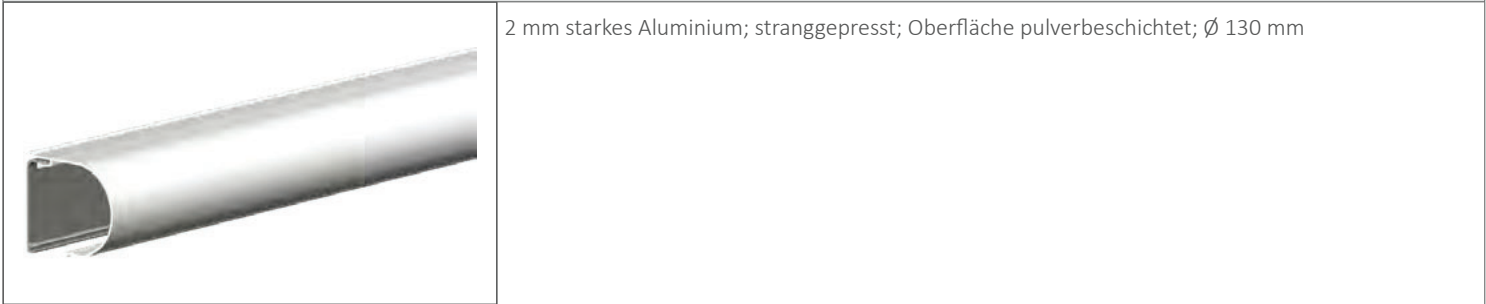 2 mm starkes Aluminium; stranggepresst; Oberfläche pulverbeschichtet; Ø 130 mm